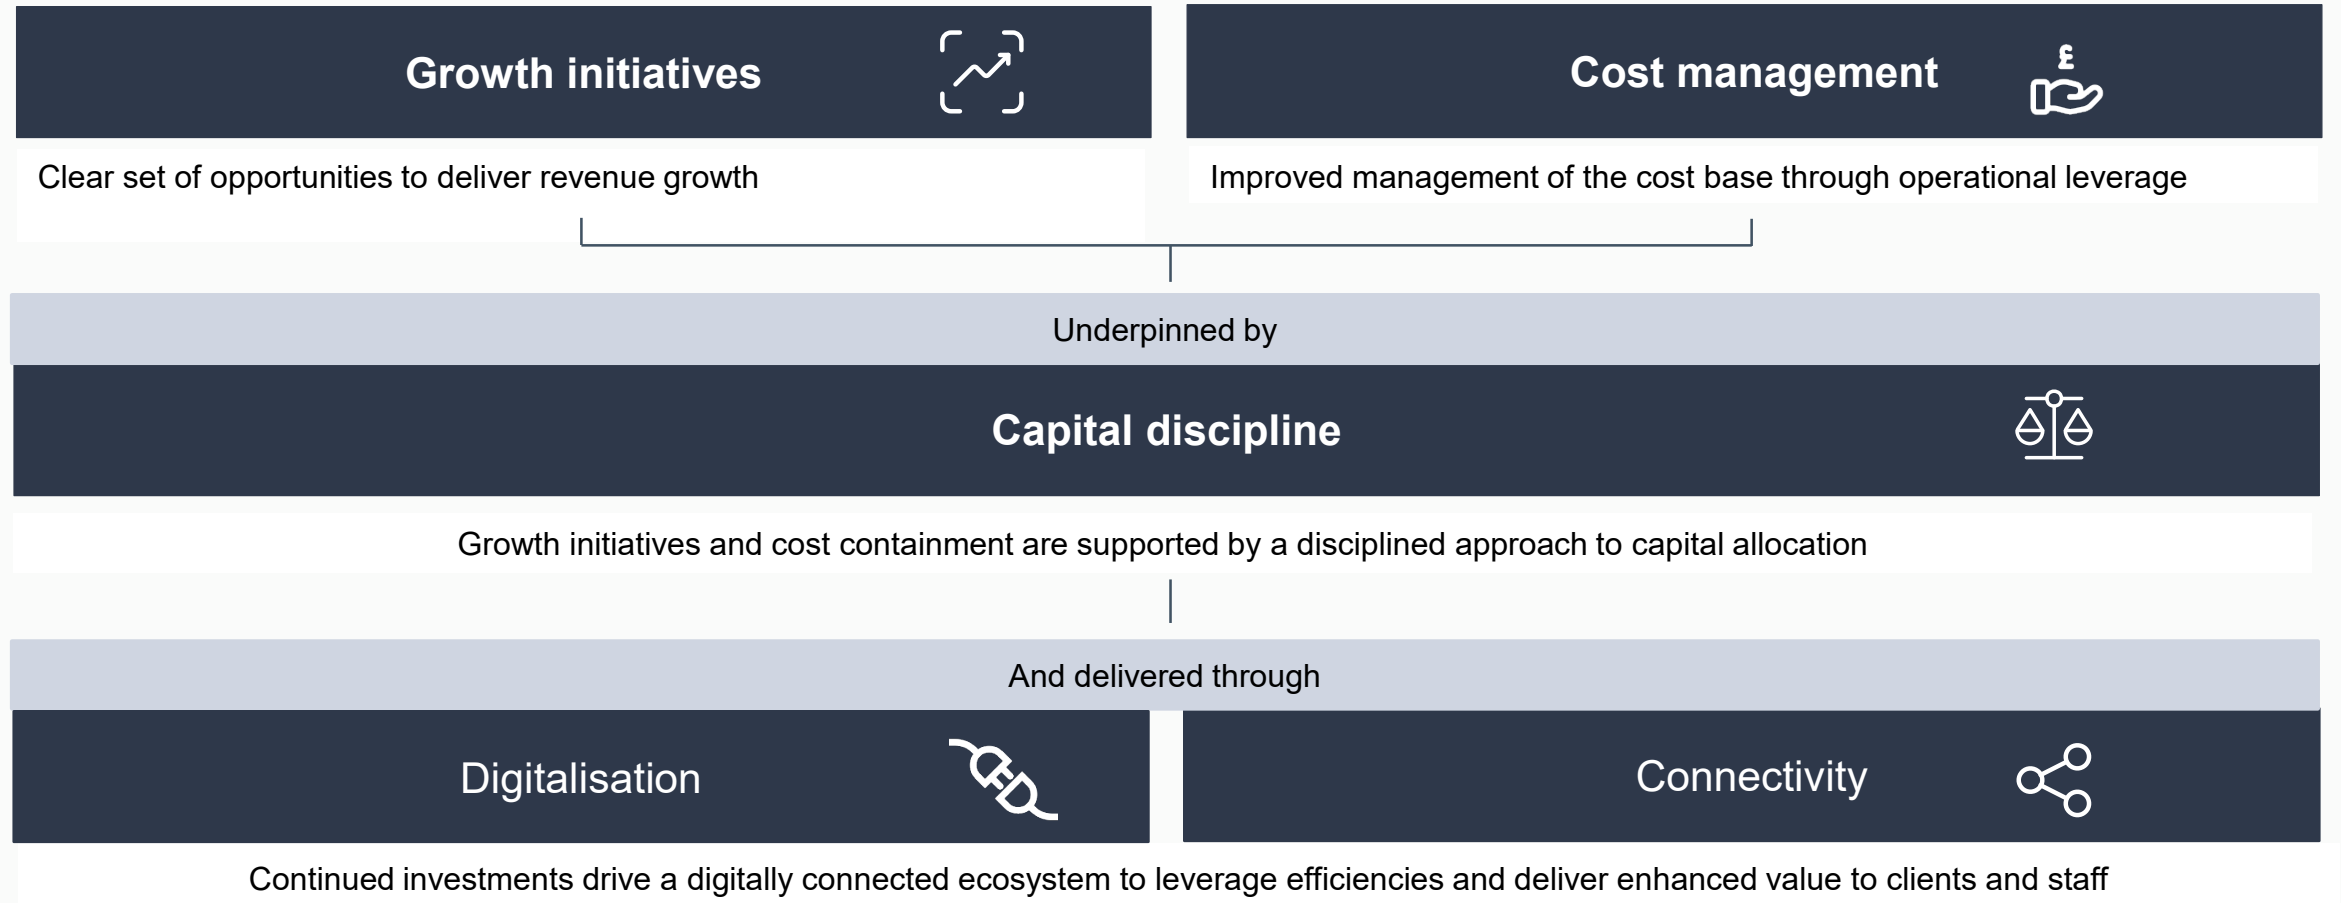 Growth initiatives
Cost management
£
Clear set of opportunities to deliver revenue growth
Improved management of the cost base through operational leverage
Underpinned by
Capital discipline
Growth initiatives and cost containment are supported by a disciplined approach to capital allocation
And delivered through
Digitalisation
Connectivity
Continued investments drive a digitally connected ecosystem to leverage efficiencies and deliver enhanced value to clients and staff